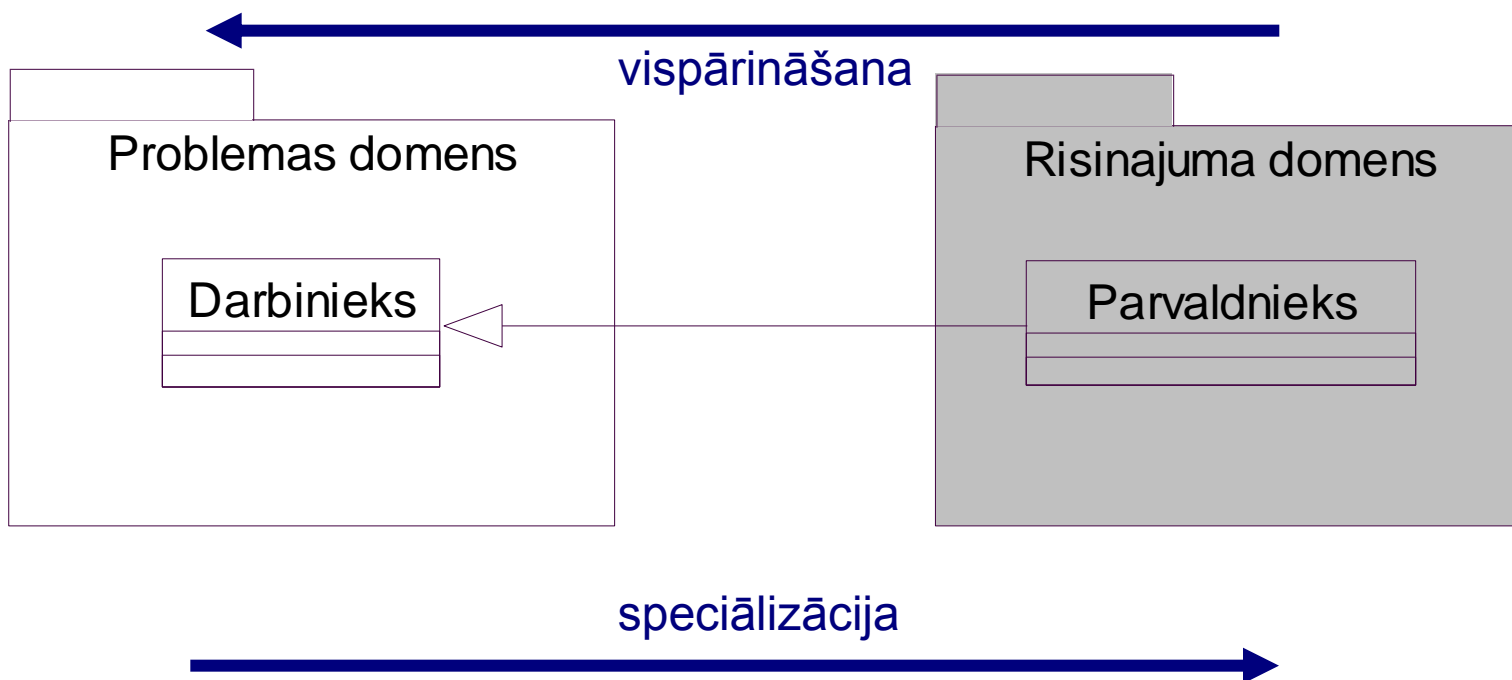 vispārināšana
Problemas domens
Risinajuma domens
Darbinieks
Parvaldnieks
speciālizācija